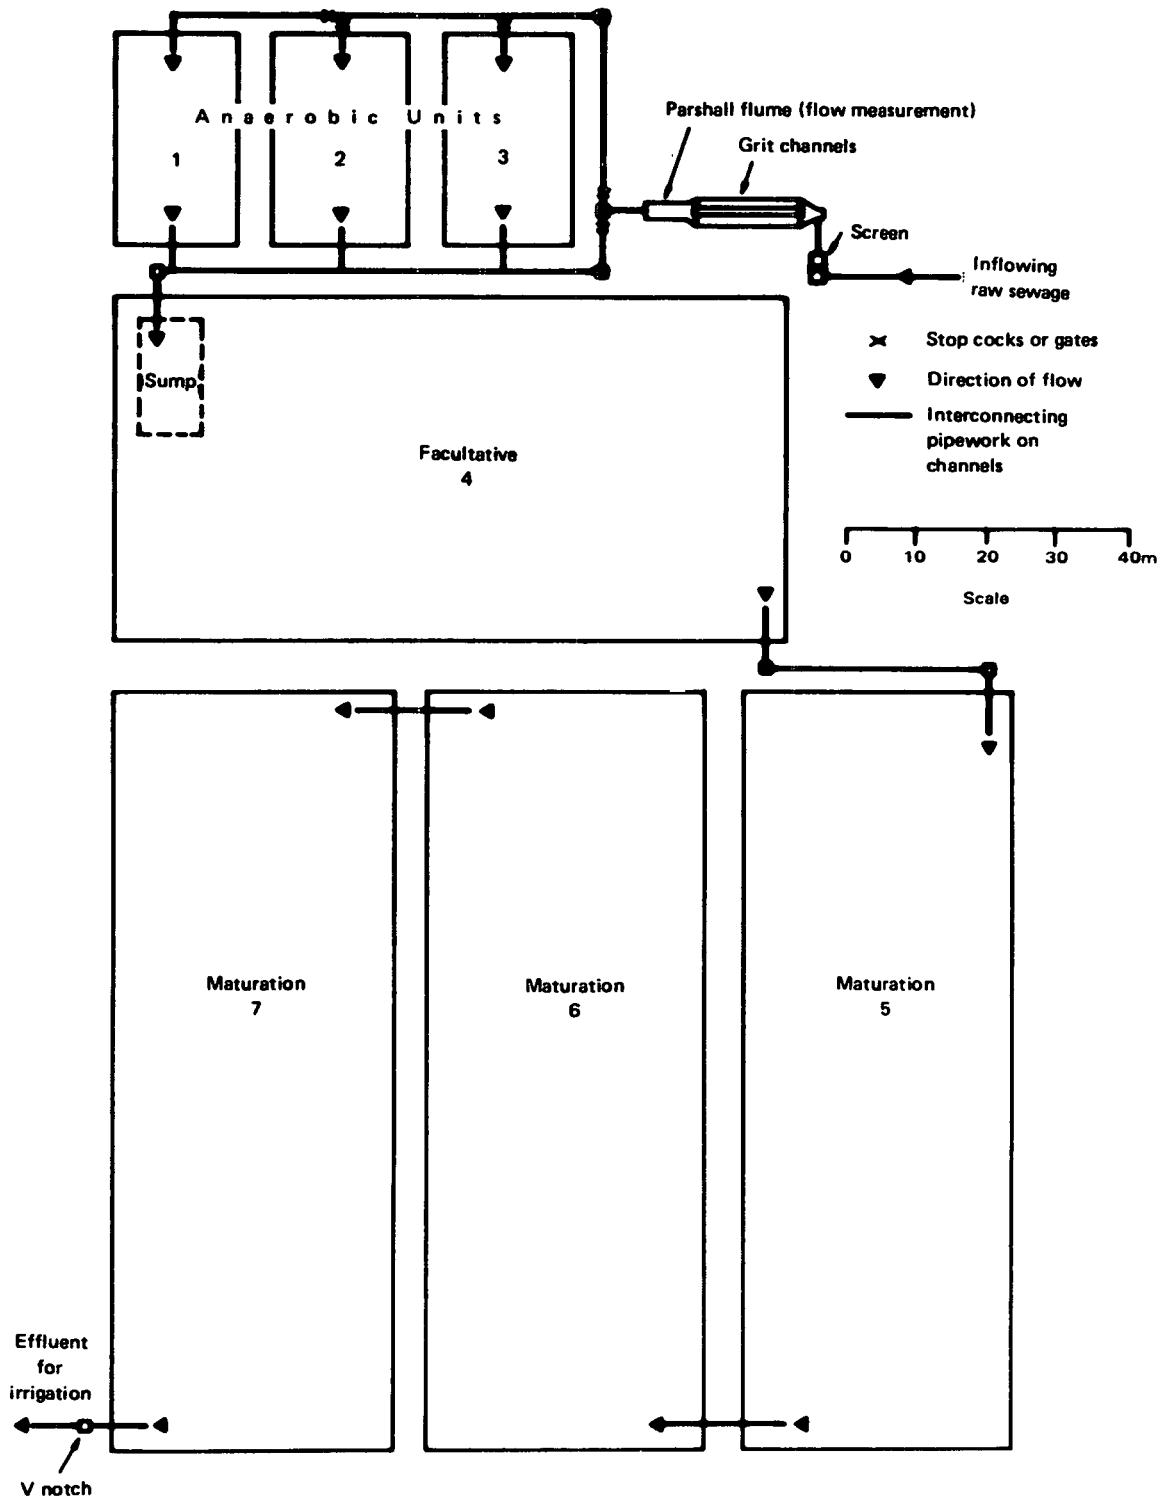 Anaerobic Units
1
2
3
Parshall flume (flow measurement)
Grit channels
Screen
Inflowing
raw sewage
Stop cocks or gates
Direction of flow
Interconnecting
pipework on
channels
Sump
Facultative
4
0 10 20 30 40m
Scale
Maturation
7
Maturation
6
Maturation
5
Effluent
for
irrigation
V notch